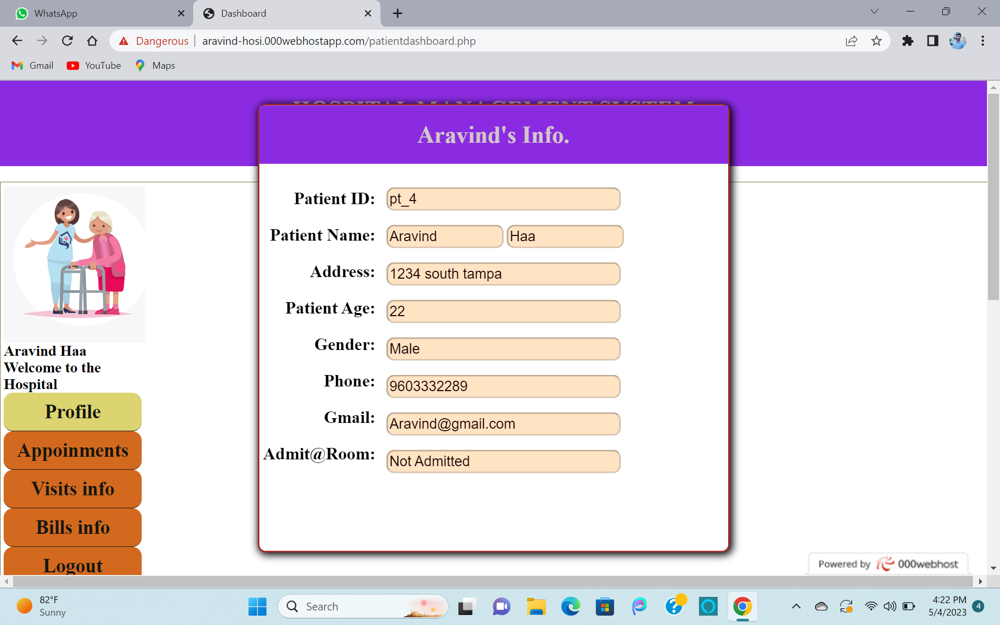 WhatsApp
Dashboard
Dangerous
aravind-hosi.000webhostapp.com/patientdashboard.php
Gmail
YouTube
Maps
HOSPITAL MANAGEMENT SYSTEM
Aravind's Info.
Patient ID: pt_4
Patient Name: Aravind Haa
Address: 1234 south tampa
Patient Age: 22
Gender: Male
Phone: 9603332289
Gmail: Aravind@gmail.com
Admit@Room: Not Admitted
Aravind Haa
Welcome to the
Hospital
Profile
Appoinments
Visits info
Bills info
Logout
Powered by 000webhost
82°F
Sunny
Search
4:22 PM
5/4/2023
4